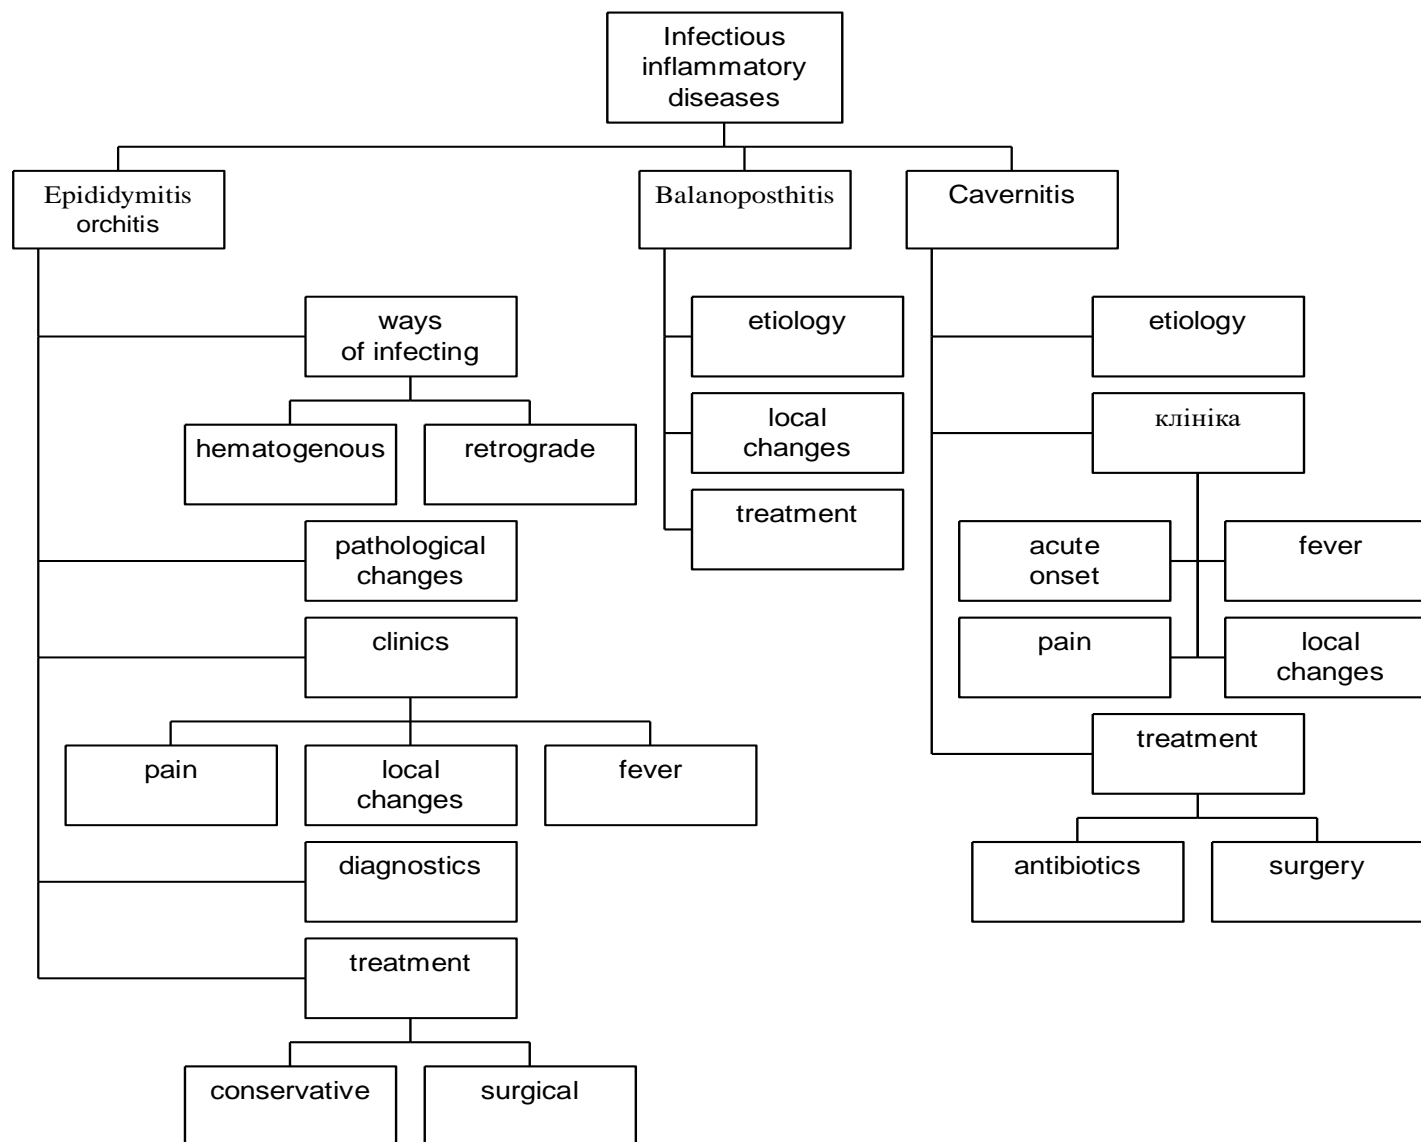 Infectious
inflammatory
diseases
Epididymitis
orchitis
Balanoposthitis
Cavernitis
ways
of infecting
hematogenous
retrograde
pathological
changes
clinics
pain
local
changes
fever
diagnostics
treatment
conservative
surgical
etiology
local
changes
treatment
etiology
клініка
acute
onset
fever
pain
local
changes
treatment
antibiotics
surgery